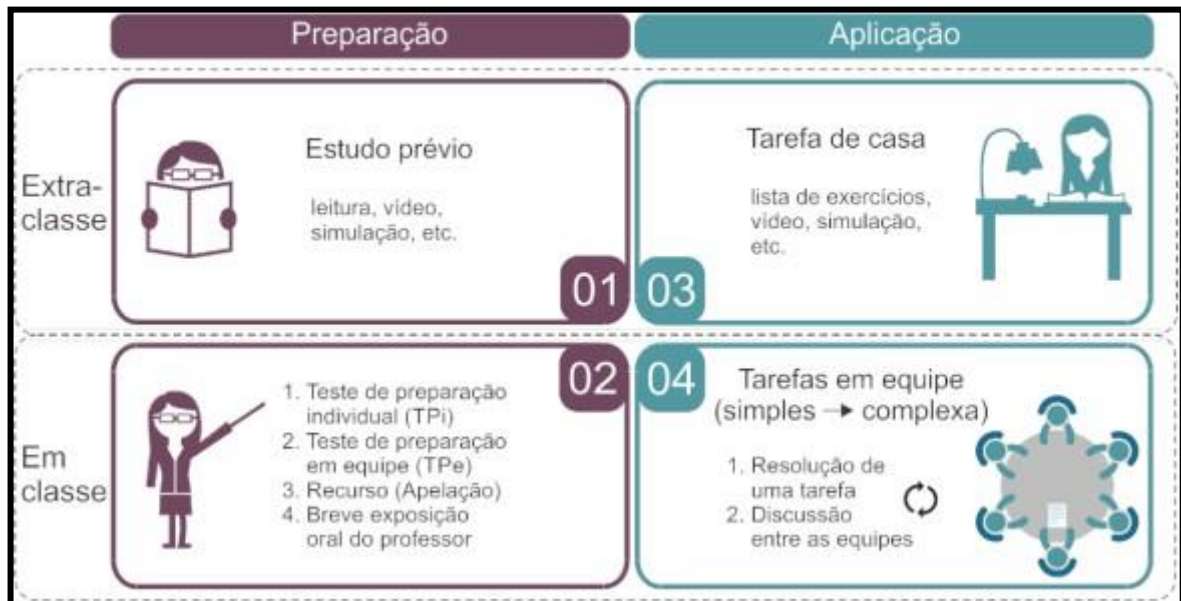 Preparação
Aplicação
Extra-
classe
Estudo prévio
leitura, vídeo,
simulação, etc.
01
03
Tarefa de casa
lista de exercícios,
vídeo, simulação,
etc.
Em
classe
02
1. Teste de preparação
individual (TPi)
2. Teste de preparação
em equipe (TPe)
3. Recurso (Apelação)
4. Breve exposição
oral do professor
04
Tarefas em equipe
(simples → complexa)
1. Resolução de
uma tarefa
2. Discussão
entre as equipes